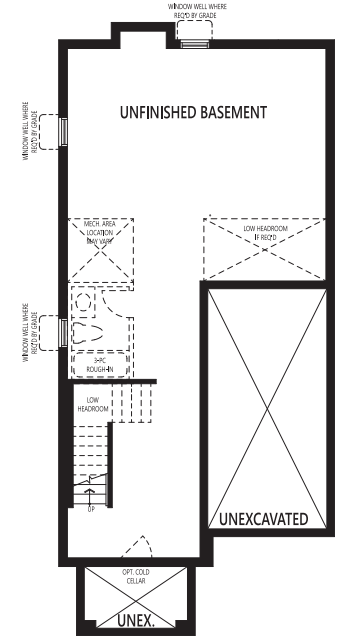 WINDOW WELL WHERE
REQ'D BY GRADE
UNFINISHED BASEMENT
WINDOW WELL WHERE
REQ'D BY GRADE
MECH. AREA
LOCATION
MAY VARY
LOW HEADROOM
IF REQ'D
WINDOW WELL WHERE
REQ'D BY GRADE
3-PC
ROUGH-IN
LOW
HEADROOM
UP
UNEXCAVATED
OPT. COLD
CELLAR
UNEX.